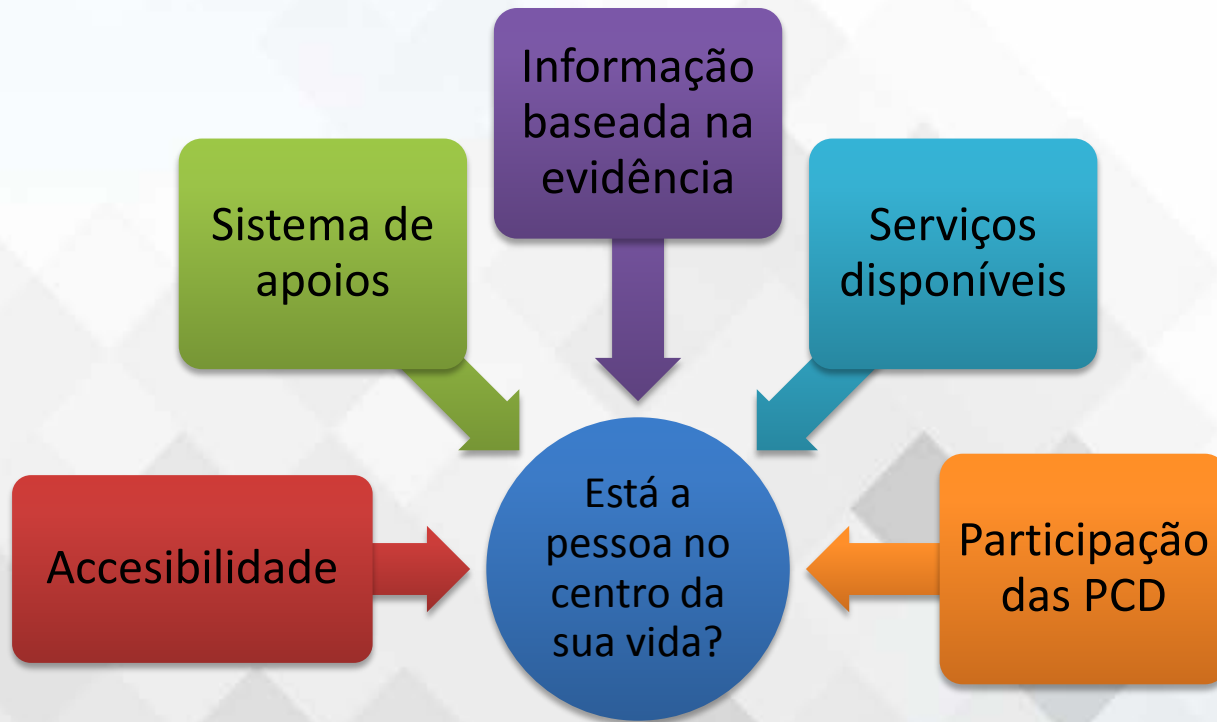 Informação
baseada na
evidência
Sistema de
apoios
Serviços
disponíveis
Accesibilidade
Está a
pessoa no
centro da
sua vida?
Participação
das PCD